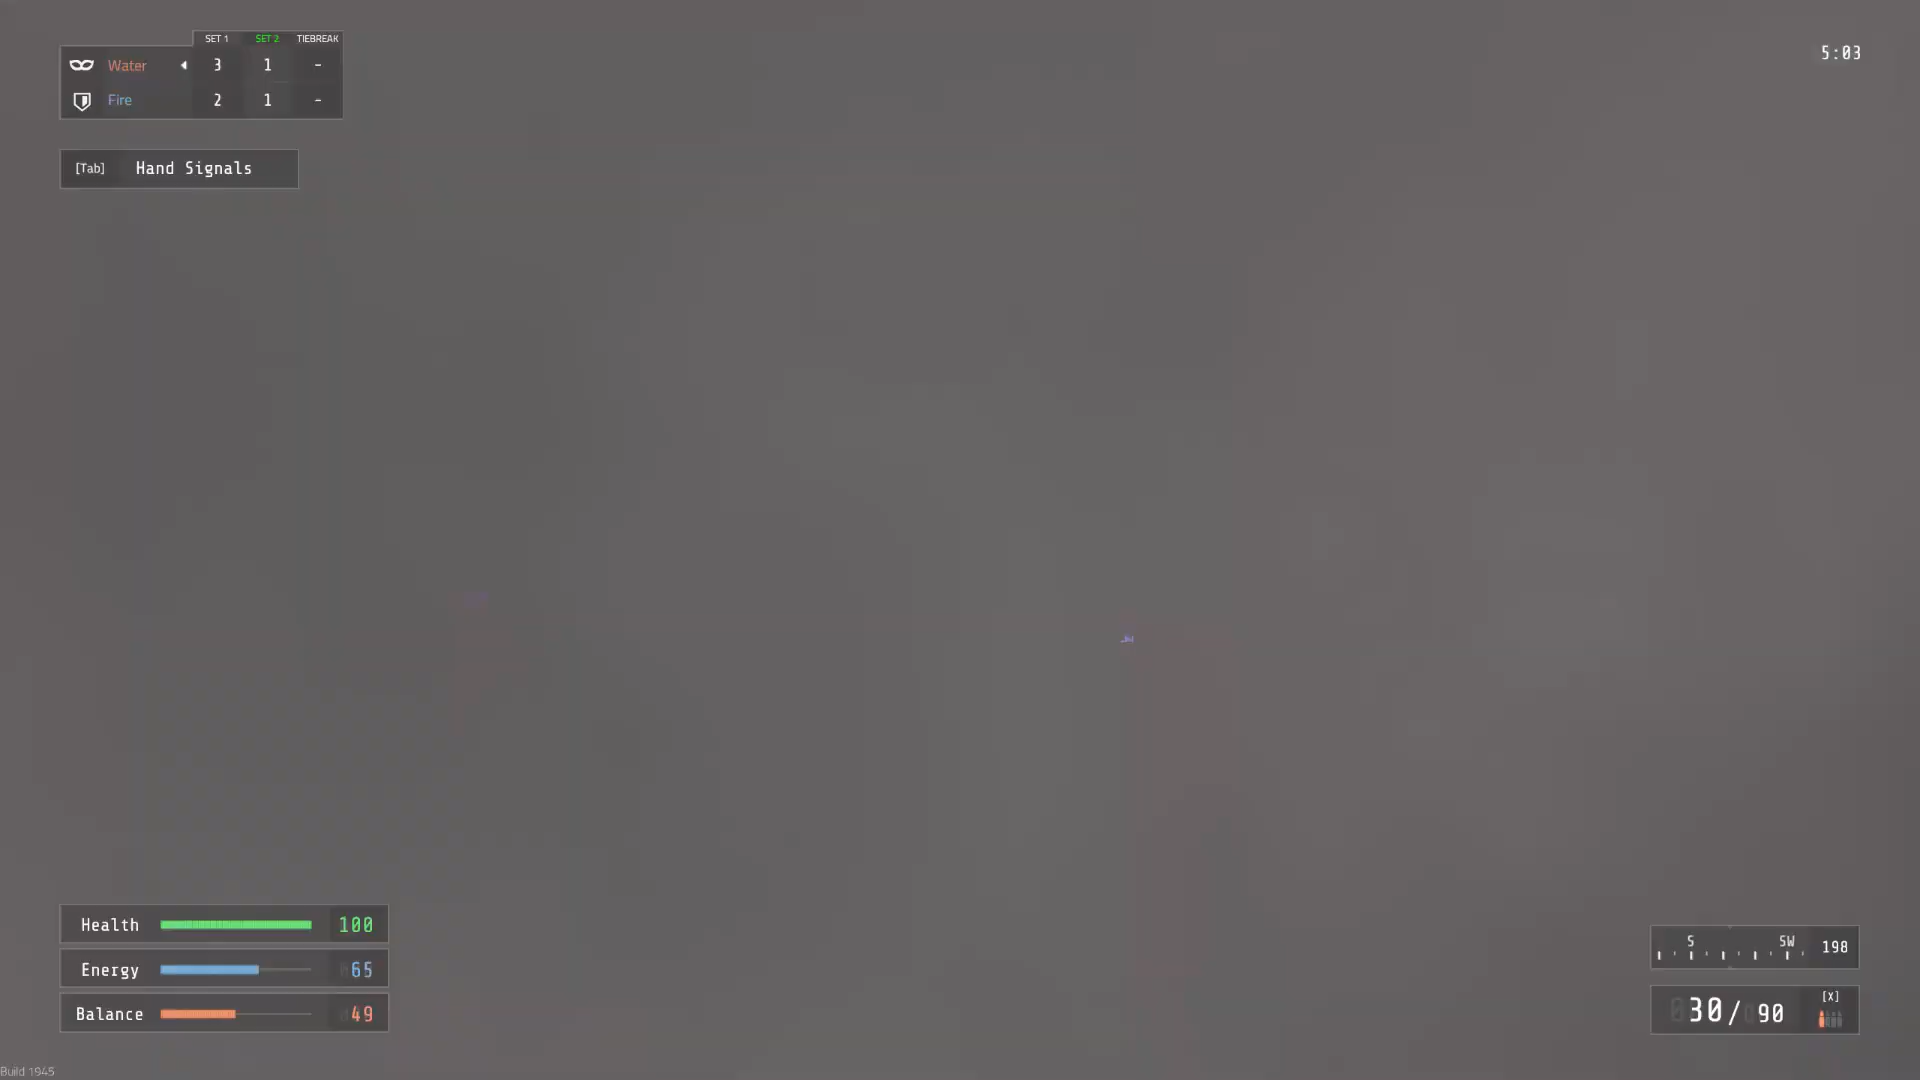 SET 1 SET 2 TIEBREAK
Water 3 1 -
Fire 2 1 -
5:03
[Tab] Hand Signals
Health 100
Energy 65
Balance 49
S SW 198
[X]
30/ 90
Build 1945